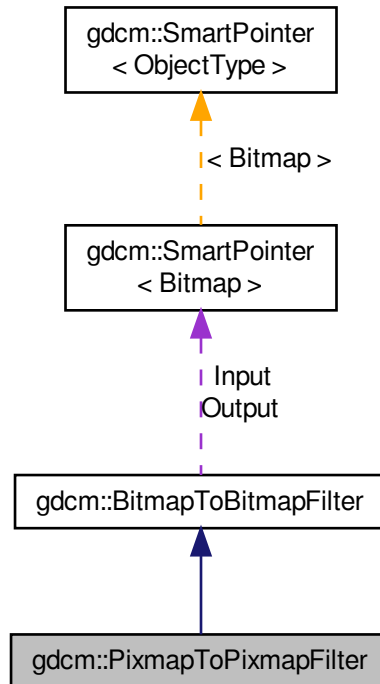 gdcm::SmartPointer
< ObjectType >
< Bitmap >
gdcm::SmartPointer
< Bitmap >
Input
Output
gdcm::BitmapToBitmapFilter
gdcm::PixmapToPixmapFilter